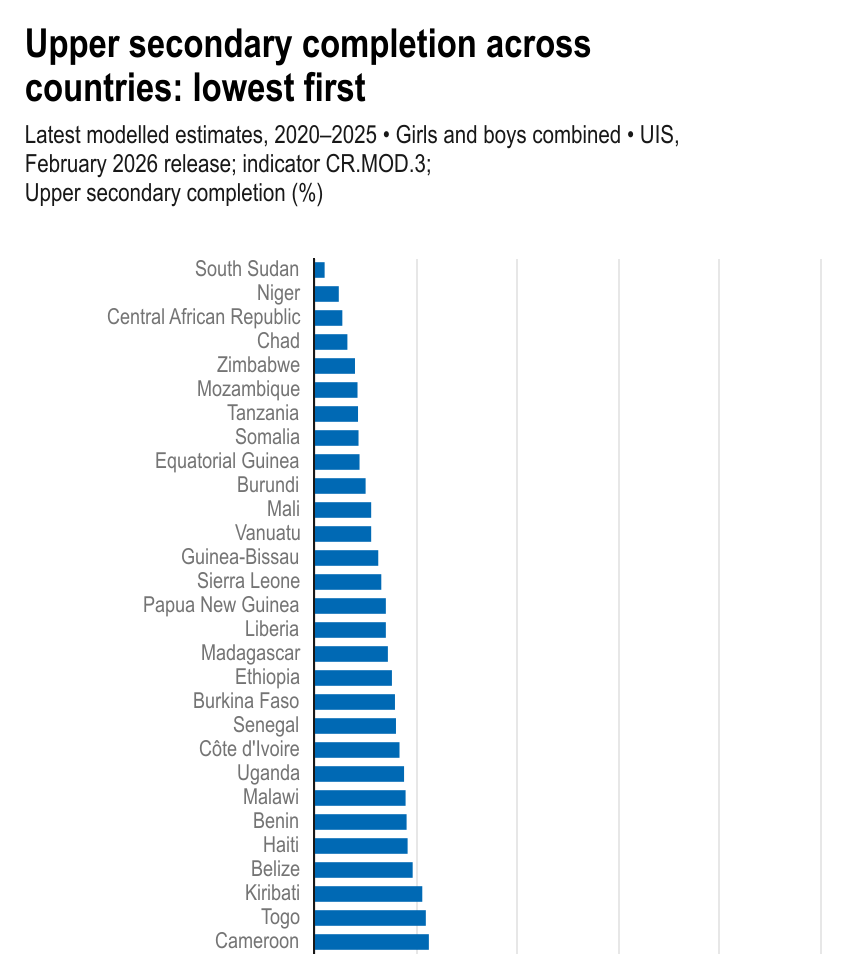 Upper secondary completion across
countries: lowest first
Latest modelled estimates, 2020–2025 • Girls and boys combined • UIS,
February 2026 release; indicator CR.MOD.3;
Upper secondary completion (%)
South Sudan
Niger
Central African Republic
Chad
Zimbabwe
Mozambique
Tanzania
Somalia
Equatorial Guinea
Burundi
Mali
Vanuatu
Guinea-Bissau
Sierra Leone
Papua New Guinea
Liberia
Madagascar
Ethiopia
Burkina Faso
Senegal
Côte d'Ivoire
Uganda
Malawi
Benin
Haiti
Belize
Kiribati
Togo
Cameroon